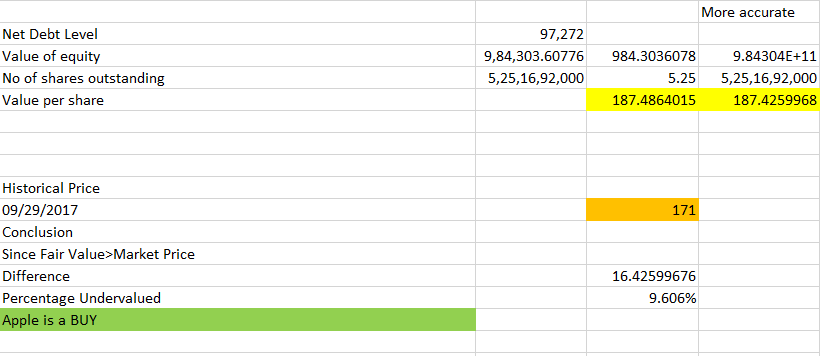 More accurate
Net Debt Level 97,272
Value of equity 9,84,303.60776 984.3036078 9.84304E+11
No of shares outstanding 5,25,16,92,000 5.25 5,25,16,92,000
Value per share 187.4864015 187.4259968
Historical Price
09/29/2017 171
Conclusion
Since Fair Value>Market Price
Difference 16.42599676
Percentage Undervalued 9.606%
Apple is a BUY